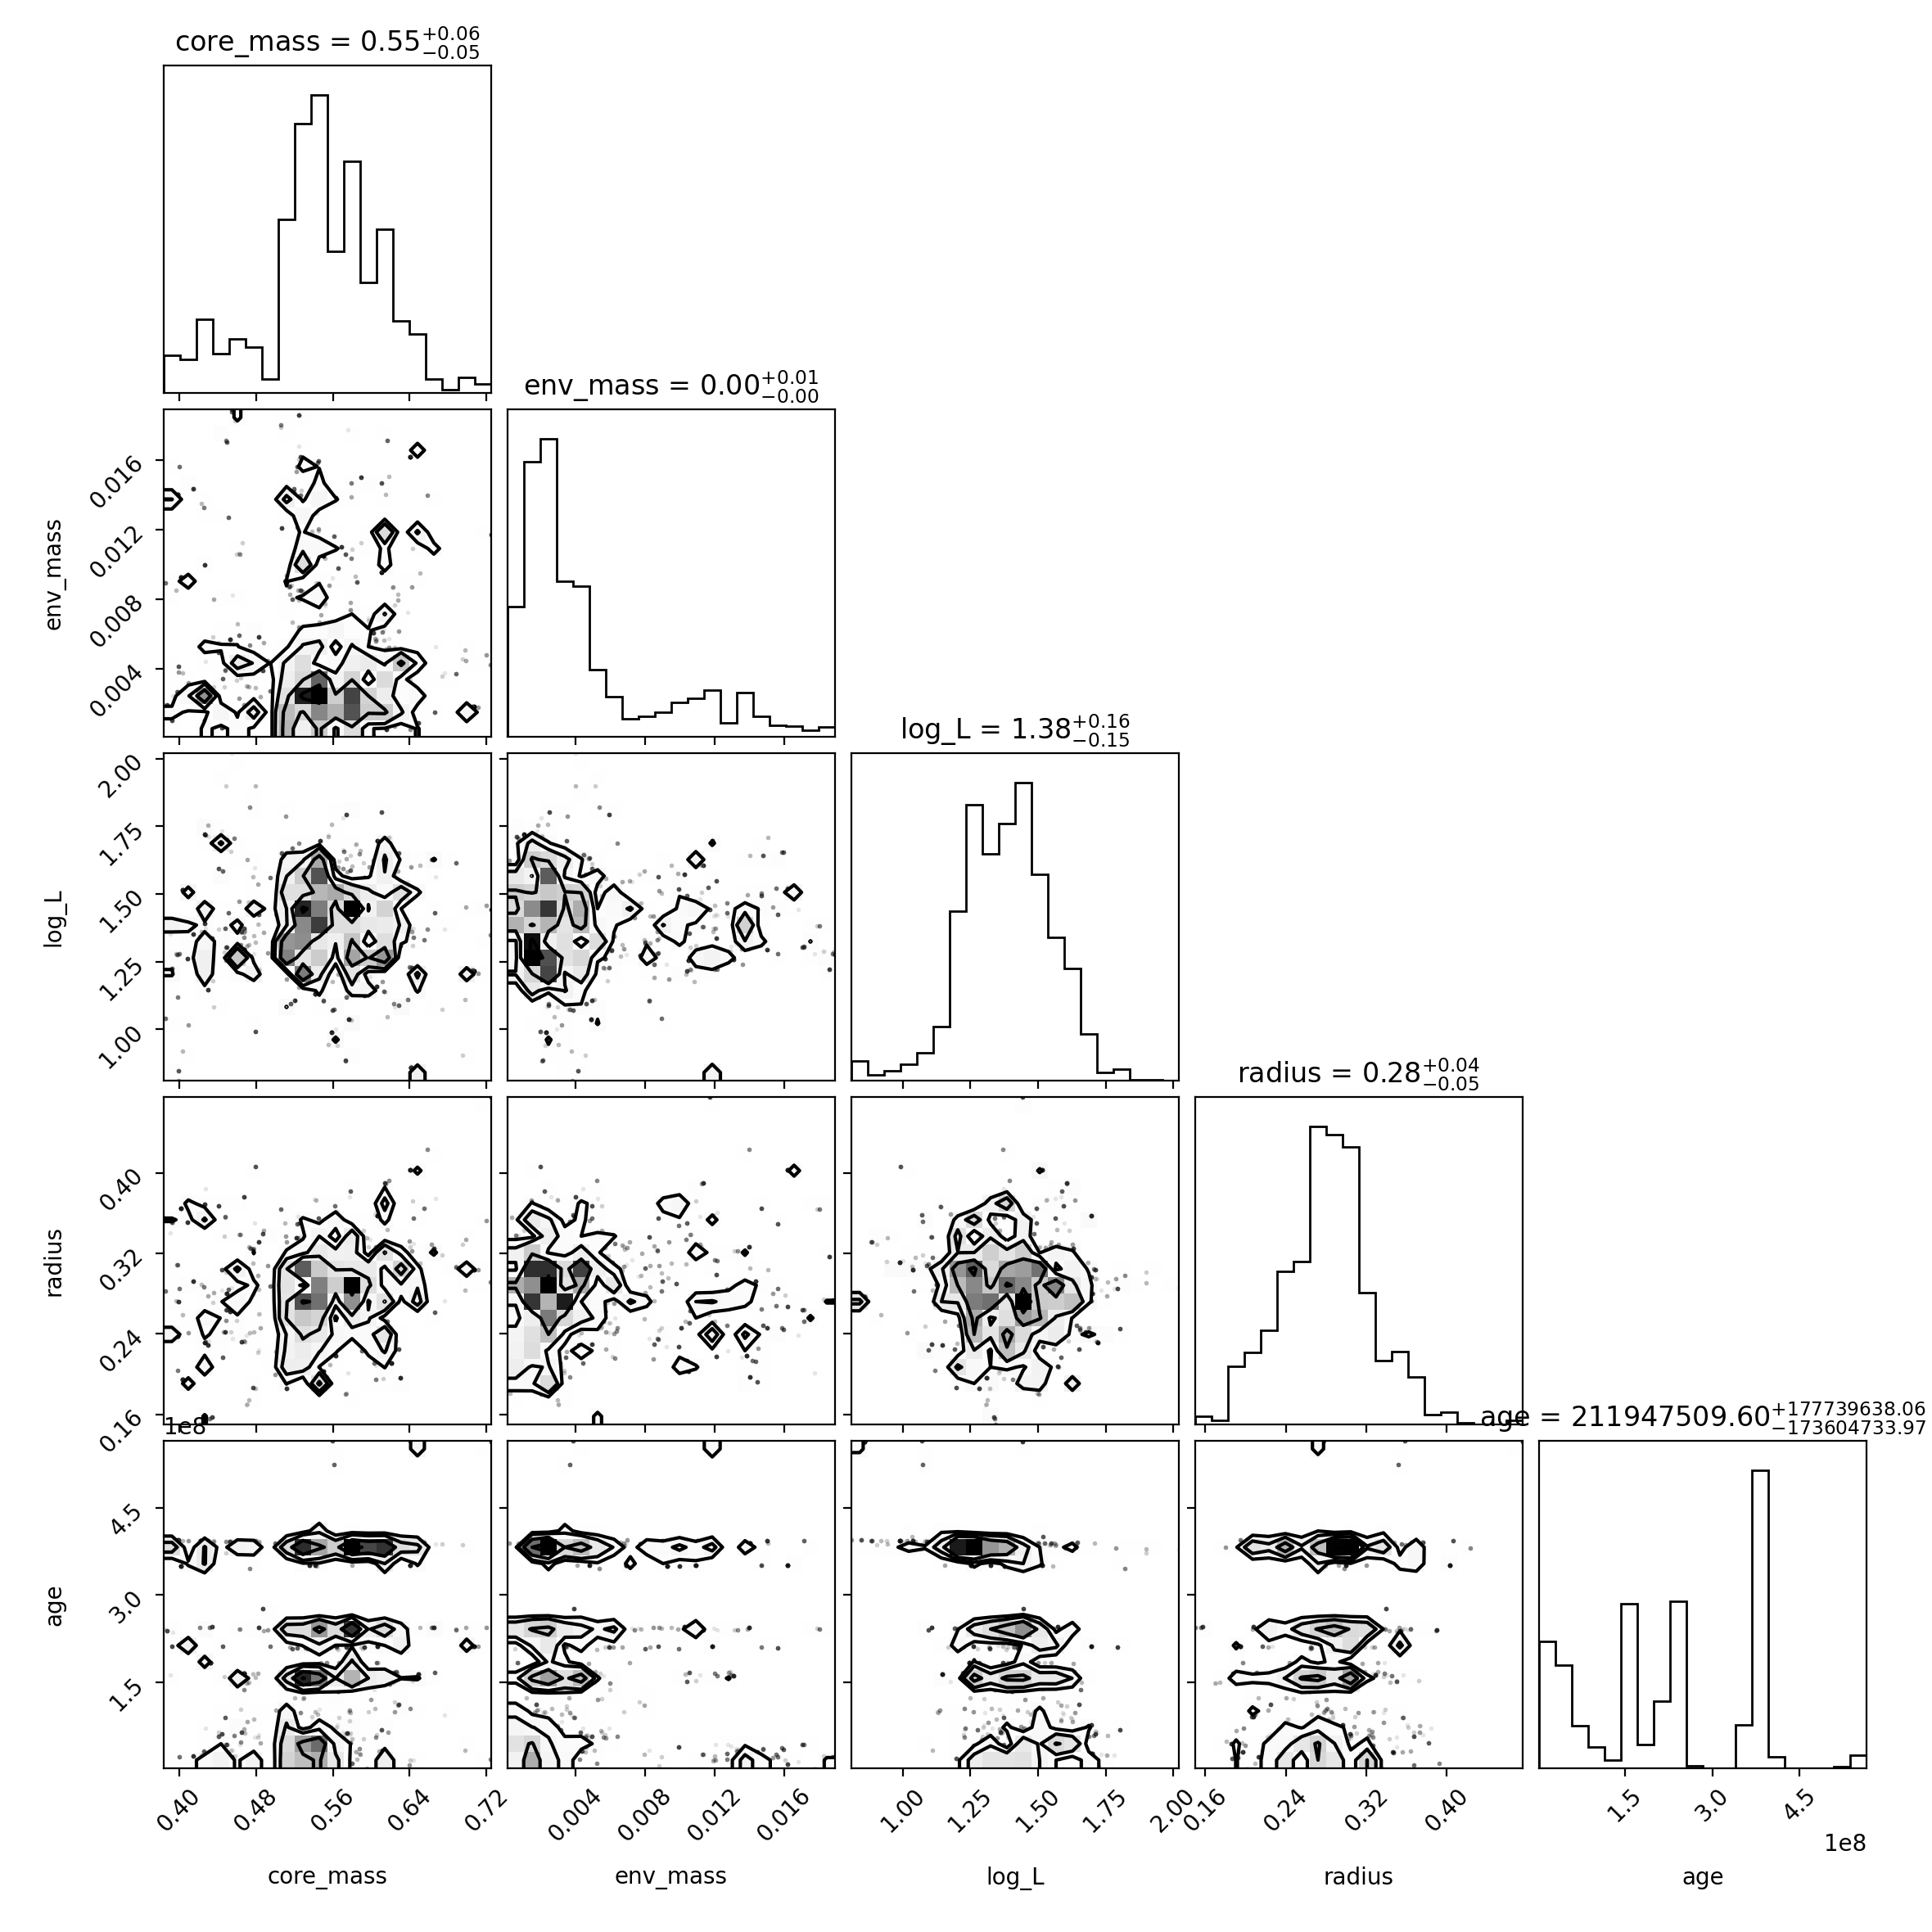 core_mass = 0.55+0.06−0.05
env_mass = 0.00+0.01−0.00
env_mass
0.016
0.012
0.008
0.004
log_L = 1.38+0.16−0.15
log_L
2.00
1.75
1.50
1.25
1.00
radius = 0.28+0.04−0.05
radius
0.40
0.32
0.24
0.16
1e8
age = 211947509.60+177739638.06−173604733.97
age
4.5
3.0
1.5
0.40 0.48 0.56 0.64 0.72
0.004 0.008 0.012 0.016
1.00 1.25 1.50 1.75 2.00
0.16 0.24 0.32 0.40
1.5 3.0 4.5
1e8
core_mass env_mass log_L radius age